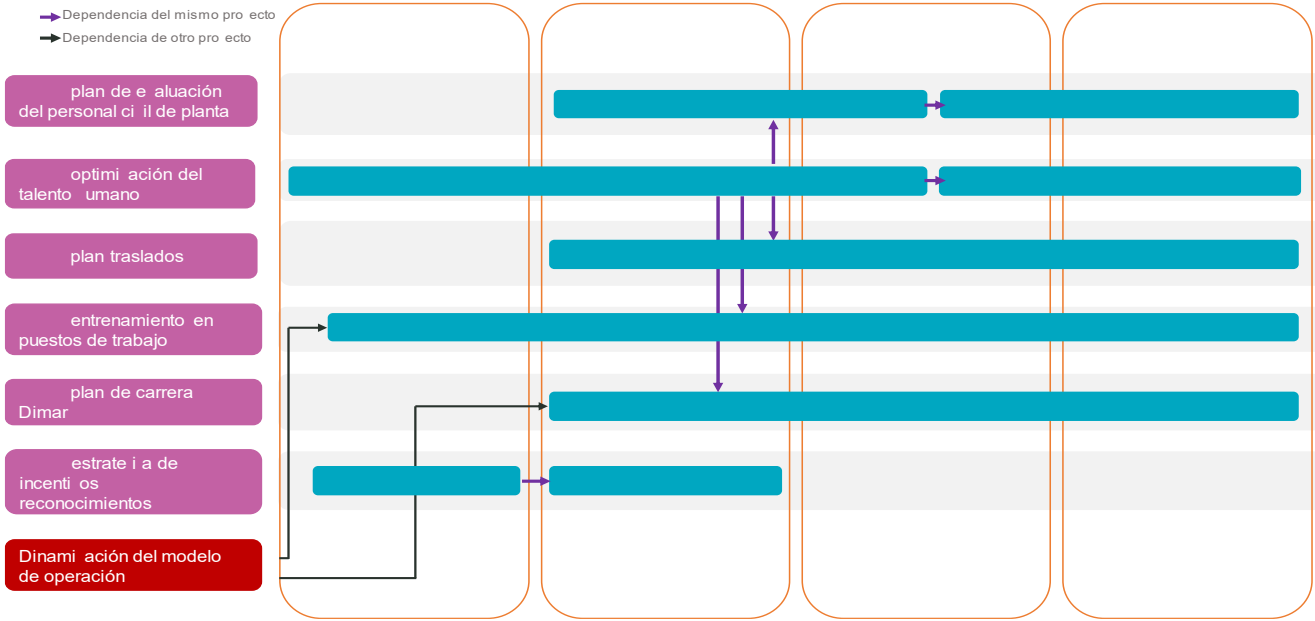 Dependencia del mismo pro ecto
Dependencia de otro pro ecto
plan de e aluación
del personal ci il de planta
optimi ación del
talento umano
plan traslados
entrenamiento en
puestos de trabajo
plan de carrera
Dimar
estrate i a de
incenti os
reconocimientos
Dinami ación del modelo
de operación